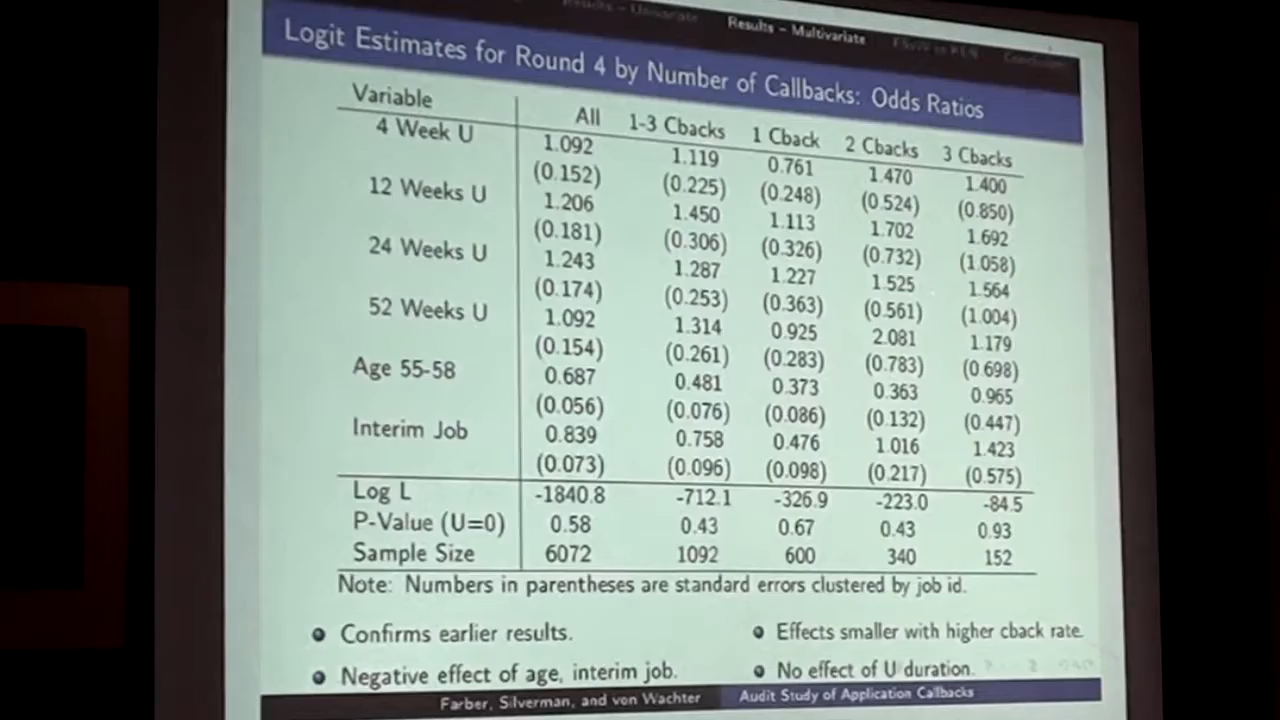 Results - Univariate Results - Multivariate
Logit Estimates for Round 4 by Number of Callbacks: Odds Ratios
Variable All 1-3 Cbacks 1 Cback 2 Cbacks 3 Cbacks
4 Week U 1.092 1.119 0.761 1.470 1.400
(0.152) (0.225) (0.248) (0.524) (0.850)
12 Weeks U 1.206 1.450 1.113 1.702 1.692
(0.181) (0.306) (0.326) (0.732) (1.058)
24 Weeks U 1.243 1.287 1.227 1.525 1.564
(0.174) (0.253) (0.363) (0.561) (1.004)
52 Weeks U 1.092 1.314 0.925 2.081 1.179
(0.154) (0.261) (0.283) (0.783) (0.698)
Age 55-58 0.687 0.481 0.373 0.363 0.965
(0.056) (0.076) (0.086) (0.132) (0.447)
Interim Job 0.839 0.758 0.476 1.016 1.423
(0.073) (0.096) (0.098) (0.217) (0.575)
Log L -1840.8 -712.1 -326.9 -223.0 -84.5
P-Value (U=0) 0.58 0.43 0.67 0.43 0.93
Sample Size 6072 1092 600 340 152
Note: Numbers in parentheses are standard errors clustered by job id.
Confirms earlier results.
Negative effect of age, interim job.
Effects smaller with higher cback rate.
No effect of U duration.
Farber, Silverman, and von Wachter Audit Study of Application Callbacks